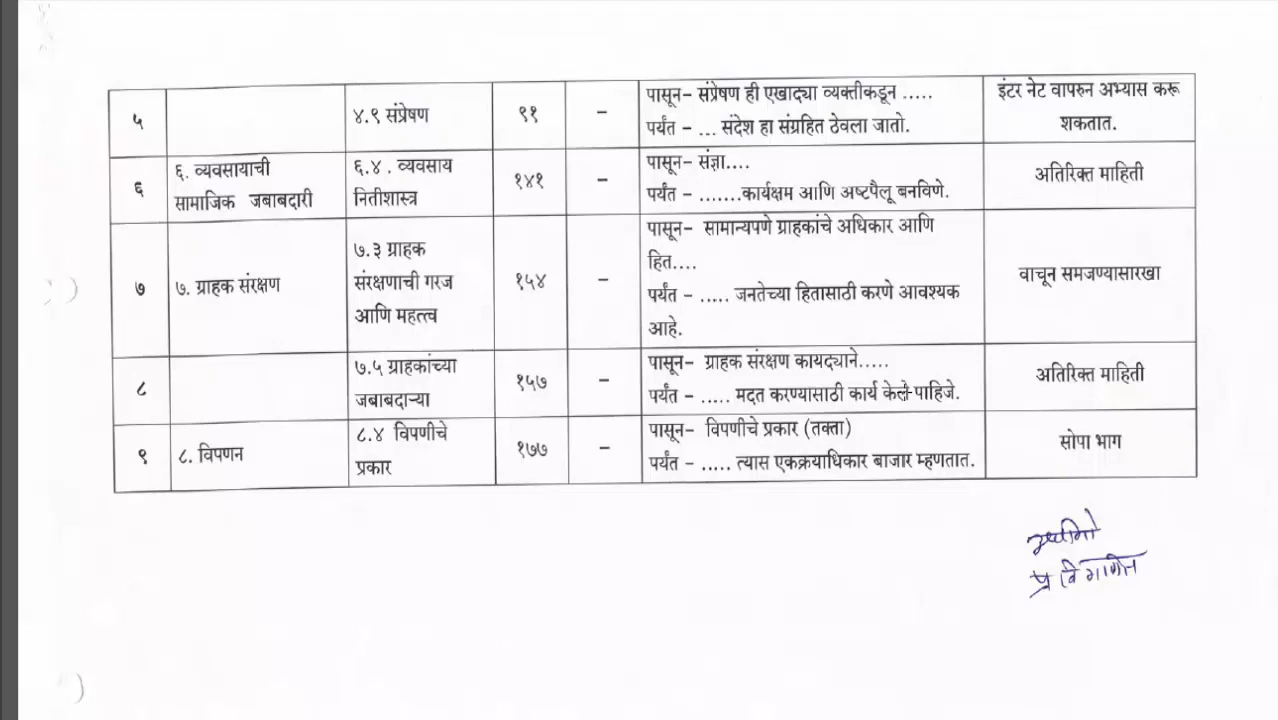 ५ ४.९ संप्रेषण ९१ – पासून– संप्रेषण ही एखाद्या व्यक्तीकडून ..... इंटर नेट वापरुन अभ्यास करू
पर्यंत – ... संदेश हा संग्रहित ठेवला जातो. शकतात.
६ ६. व्यवसायाची ६.४ . व्यवसाय १४१ – पासून– संज्ञा.... अतिरिक्त माहिती
सामाजिक जबाबदारी नितीशास्त्र पर्यंत – .......कार्यक्षम आणि अष्टपैलू बनविणे.
७ ७. ग्राहक संरक्षण ७.३ ग्राहक १५४ – पासून– सामान्यपणे ग्राहकांचे अधिकार आणि वाचून समजण्यासारखा
संरक्षणाची गरज हित....
आणि महत्त्व पर्यंत – ..... जनतेच्या हितासाठी करणे आवश्यक
आहे.
८ ७.५ ग्राहकांच्या १५७ – पासून– ग्राहक संरक्षण कायद्याने..... अतिरिक्त माहिती
जबाबदाऱ्या पर्यंत – ..... मदत करण्यासाठी कार्य केले पाहिजे.
९ ८. विपणन ८.४ विपणीचे १७७ – पासून– विपणीचे प्रकार (तक्ता) सोपा भाग
प्रकार पर्यंत – ..... त्यास एकक्रयाधिकार बाजार म्हणतात.